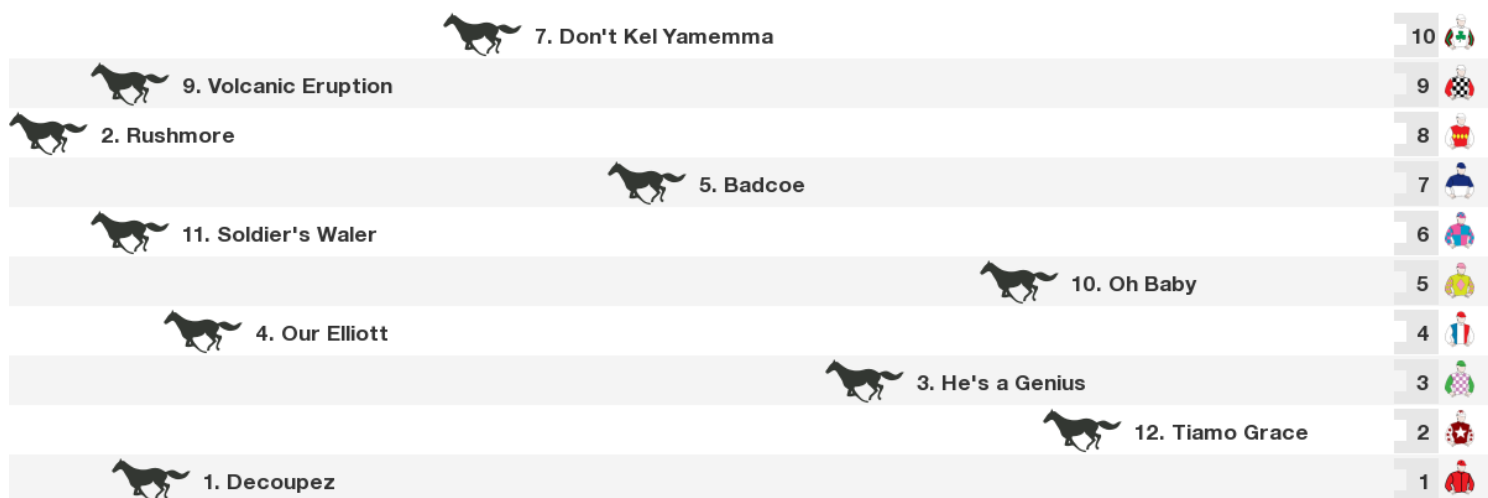 7. Don't Kel Yamemma 10
9. Volcanic Eruption 9
2. Rushmore 8
5. Badcoe 7
11. Soldier's Waler 6
10. Oh Baby 5
4. Our Elliott 4
3. He's a Genius 3
12. Tiamo Grace 2
1. Decoupez 1